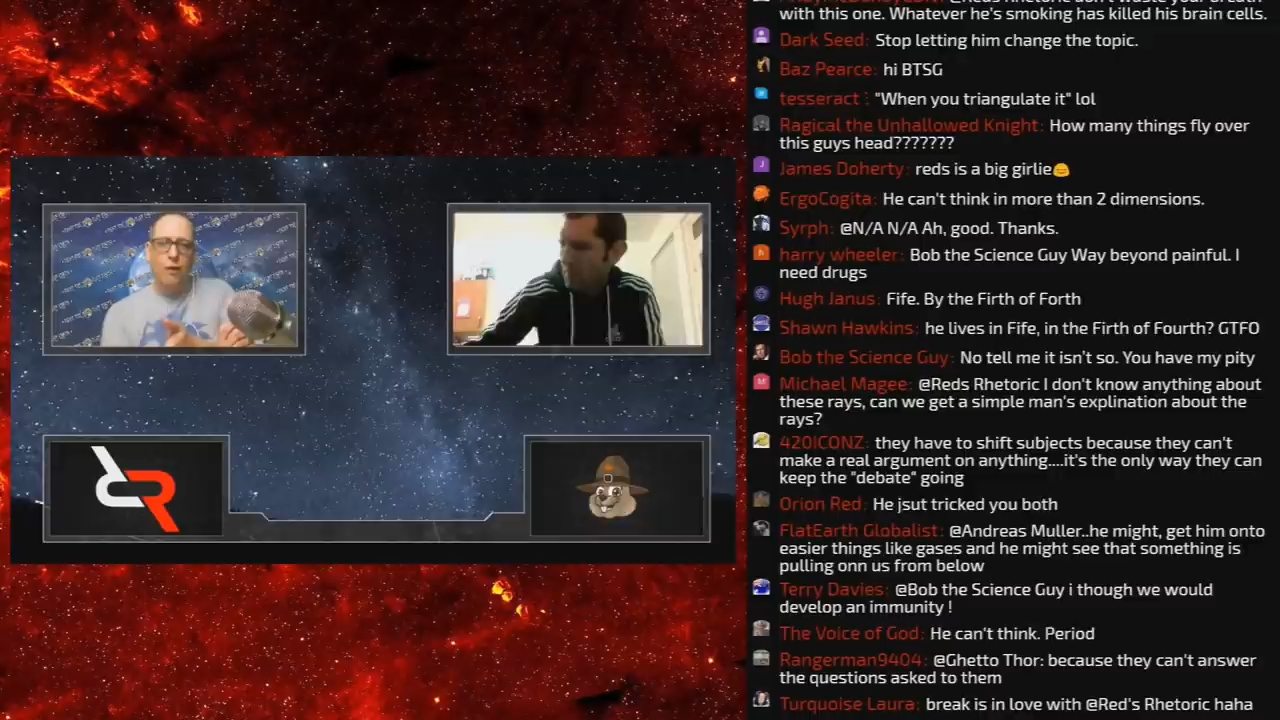 with this one. Whatever he's smoking has killed his brain cells.
Dark Seed: Stop letting him change the topic.
Baz Pearce: hi BTSG
tesseract : "When you triangulate it" lol
Ragical the Unhallowed Knight: How many things fly over
this guys head???????
James Doherty: reds is a big girlie
ErgoCogita: He can't think in more than 2 dimensions.
Syrph: @N/A N/A Ah, good. Thanks.
harry wheeler: Bob the Science Guy Way beyond painful. I
need drugs
Hugh Janus: Fife. By the Firth of Forth
Shawn Hawkins: he lives in Fife, in the Firth of Fourth? GTFO
Bob the Science Guy: No tell me it isn't so. You have my pity
Michael Magee: @Reds Rhetoric I don't know anything about
these rays, can we get a simple man's explination about the
rays?
420ICONZ: they have to shift subjects because they can't
make a real argument on anything....it's the only way they can
keep the "debate" going
Orion Red: He jsut tricked you both
FlatEarth Globalist: @Andreas Muller..he might, get him onto
easier things like gases and he might see that something is
pulling onn us from below
Terry Davies: @Bob the Science Guy i though we would
develop an immunity !
The Voice of God: He can't think. Period
Rangerman9404: @Ghetto Thor: because they can't answer
the questions asked to them
Turquoise Laura: break is in love with @Red's Rhetoric haha